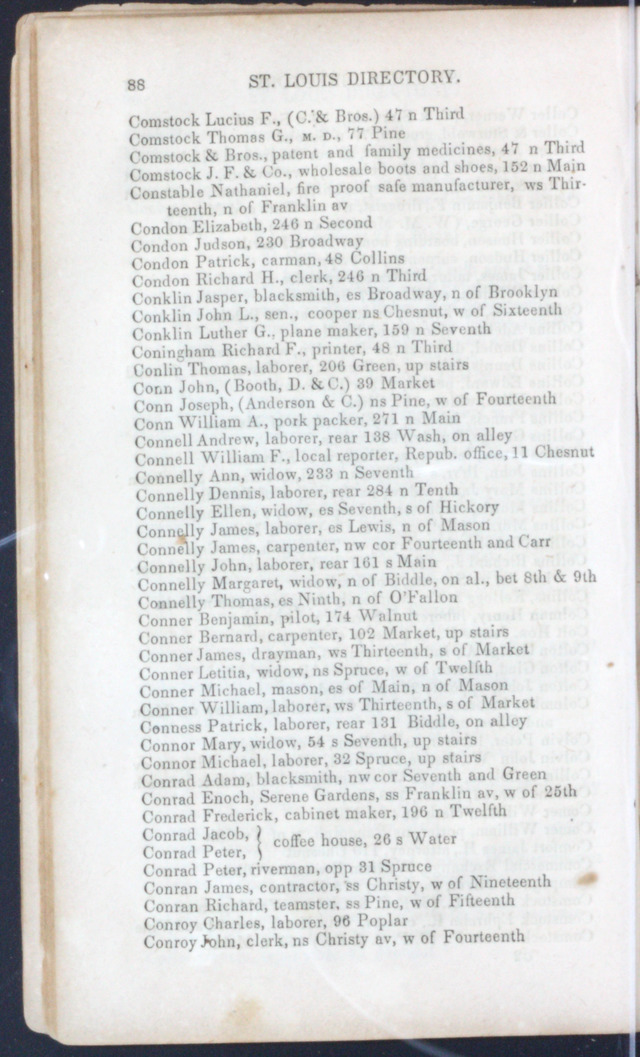 88 ST. LOUIS DIRECTORY.
Comstock Lucius F., (C. & Bros.) 47 n Third
Comstock Thomas G., M. D., 77 Pine
Comstock & Bros., patent and family medicines, 47 n Third
Comstock J. F. & Co., wholesale boots and shoes, 152 n Main
Constable Nathaniel, fire proof safe manufacturer, ws Thir-
teenth, n of Franklin av
Condon Elizabeth, 246 n Second
Condon Judson, 230 Broadway
Condon Patrick, carman, 48 Collins
Condon Richard H., clerk, 246 n Third
Conklin Jasper, blacksmith, es Broadway, n of Brooklyn
Conklin John L., sen., cooper ns Chesnut, w of Sixteenth
Conklin Luther G., plane maker, 159 n Seventh
Coningham Richard F., printer, 48 n Third
Conlin Thomas, laborer, 206 Green, up stairs
Conn John, (Booth, D. & C.) 39 Market
Conn Joseph, (Anderson & C.) ns Pine, w of Fourteenth
Conn William A., pork packer, 271 n Main
Connell Andrew, laborer, rear 138 Wash, on alley
Connell William F., local reporter, Repub. office, 11 Chesnut
Connelly Ann, widow, 233 n Seventh
Connelly Dennis, laborer, rear 284 n Tenth
Connelly Ellen, widow, es Seventh, s of Hickory
Connelly James, laborer, es Lewis, n of Mason
Connelly James, carpenter, nw cor Fourteenth and Carr
Connelly John, laborer, rear 161 s Main
Connelly Margaret, widow, n of Biddle, on al., bet 8th & 9th
Connelly Thomas, es Ninth, n of O'Fallon
Conner Benjamin, pilot, 174 Walnut
Conner Bernard, carpenter, 102 Market, up stairs
Conner James, drayman, ws Thirteenth, s of Market
Conner Letitia, widow, ns Spruce, w of Twelfth
Conner Michael, mason, es of Main, n of Mason
Conner William, laborer, ws Thirteenth, s of Market
Conness Patrick, laborer, rear 131 Biddle, on alley
Connor Mary, widow, 54 s Seventh, up stairs
Connor Michael, laborer, 32 Spruce, up stairs
Conrad Adam, blacksmith, nw cor Seventh and Green
Conrad Enoch, Serene Gardens, ss Franklin av, w of 25th
Conrad Frederick, cabinet maker, 196 n Twelfth
Conrad Jacob, } coffee house, 26 s Water
Conrad Peter,
Conrad Peter, riverman, opp 31 Spruce
Conran James, contractor, ss Christy, w of Nineteenth
Conran Richard, teamster, ss Pine, w of Fifteenth
Conroy Charles, laborer, 96 Poplar
Conroy John, clerk, ns Christy av, w of Fourteenth